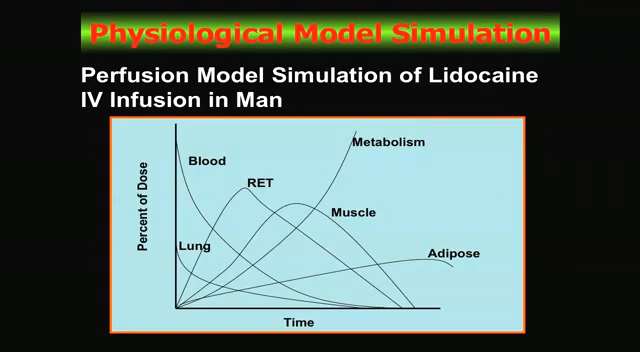 Physiological Model Simulation
Perfusion Model Simulation of Lidocaine
IV Infusion in Man
Metabolism
Blood
RET
Muscle
Lung
Adipose
Percent of Dose
Time